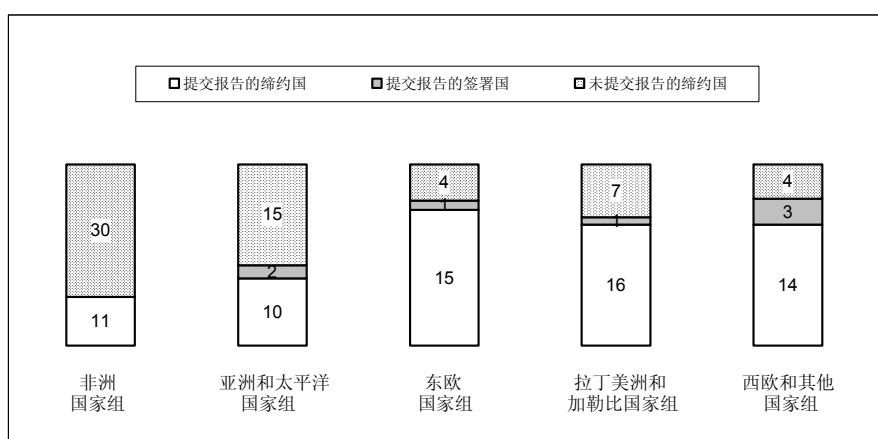 提交报告的缔约国 提交报告的签署国 未提交报告的缔约国
30 15 4 7 4
2 1 1 3
11 10 15 16 14
非洲 亚洲和太平洋 东欧 拉丁美洲和 西欧和其他
国家组 国家组 国家组 加勒比国家组 国家组